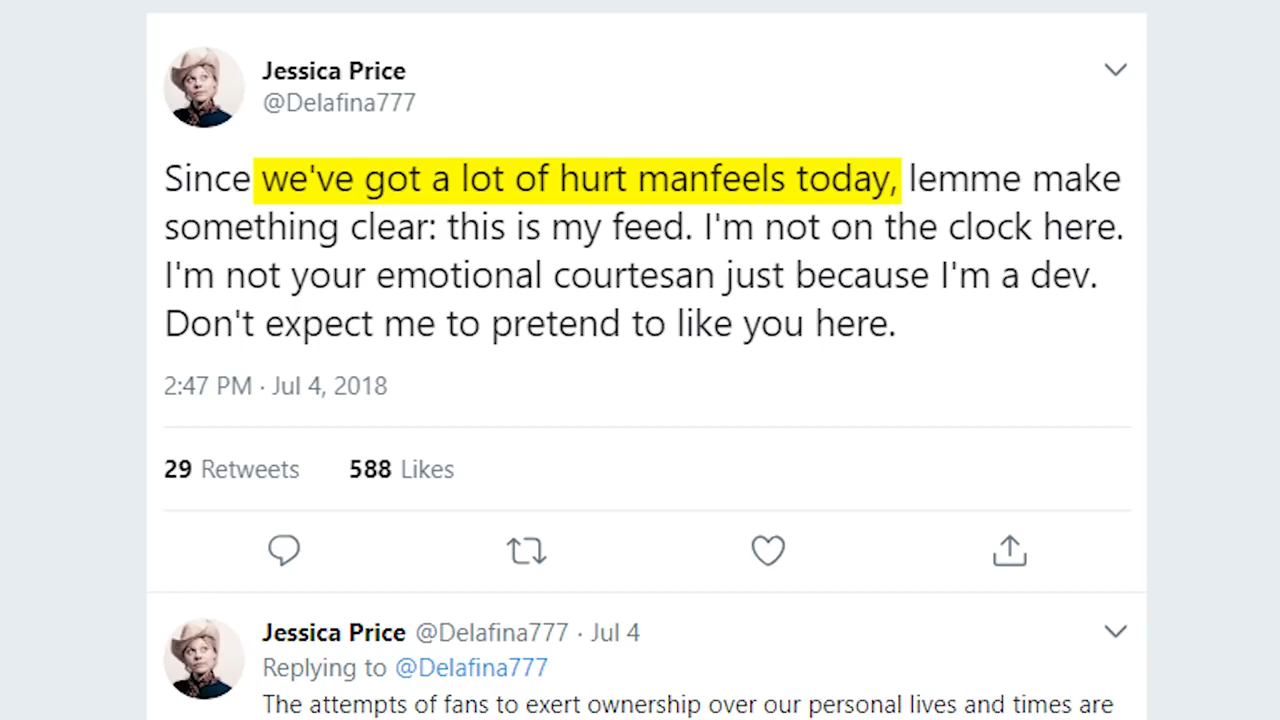 Jessica Price
@Delafina777
Since we've got a lot of hurt manfeels today, lemme make
something clear: this is my feed. I'm not on the clock here.
I'm not your emotional courtesan just because I'm a dev.
Don't expect me to pretend to like you here.
2:47 PM · Jul 4, 2018
29 Retweets 588 Likes
Jessica Price @Delafina777 · Jul 4
Replying to @Delafina777
The attempts of fans to exert ownership over our personal lives and times are